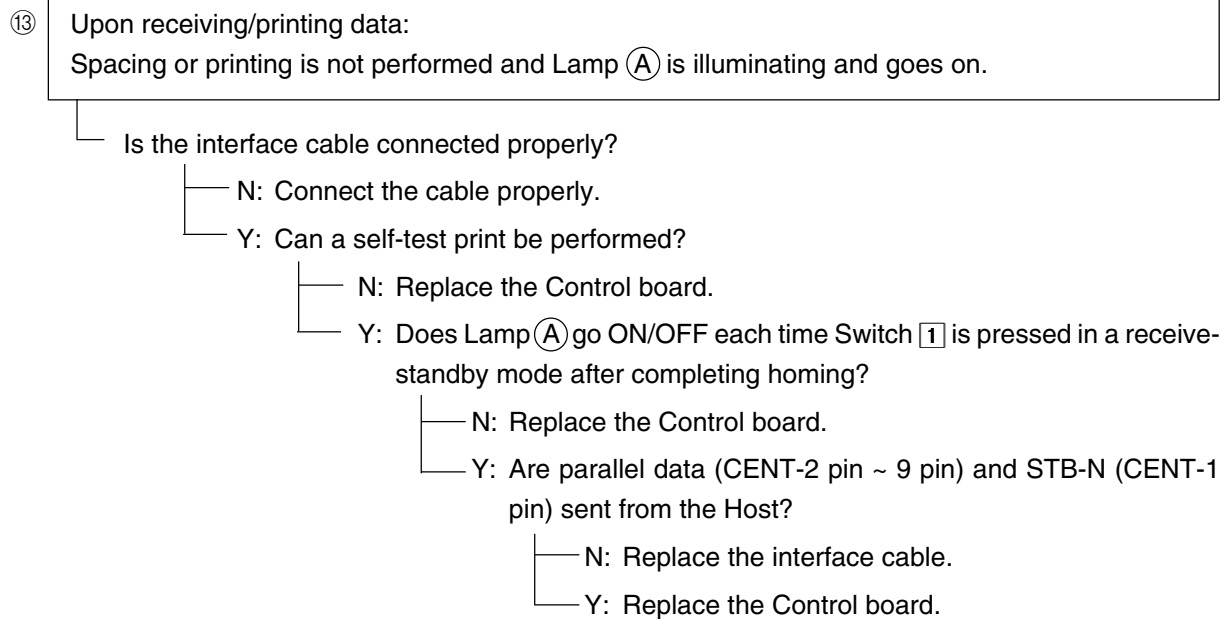 ⑬ Upon receiving/printing data:
Spacing or printing is not performed and Lamp Ⓐ is illuminating and goes on.
Is the interface cable connected properly?
N: Connect the cable properly.
Y: Can a self-test print be performed?
N: Replace the Control board.
Y: Does Lamp Ⓐ go ON/OFF each time Switch 1 is pressed in a receive-
standby mode after completing homing?
N: Replace the Control board.
Y: Are parallel data (CENT-2 pin ~ 9 pin) and STB-N (CENT-1
pin) sent from the Host?
N: Replace the interface cable.
Y: Replace the Control board.